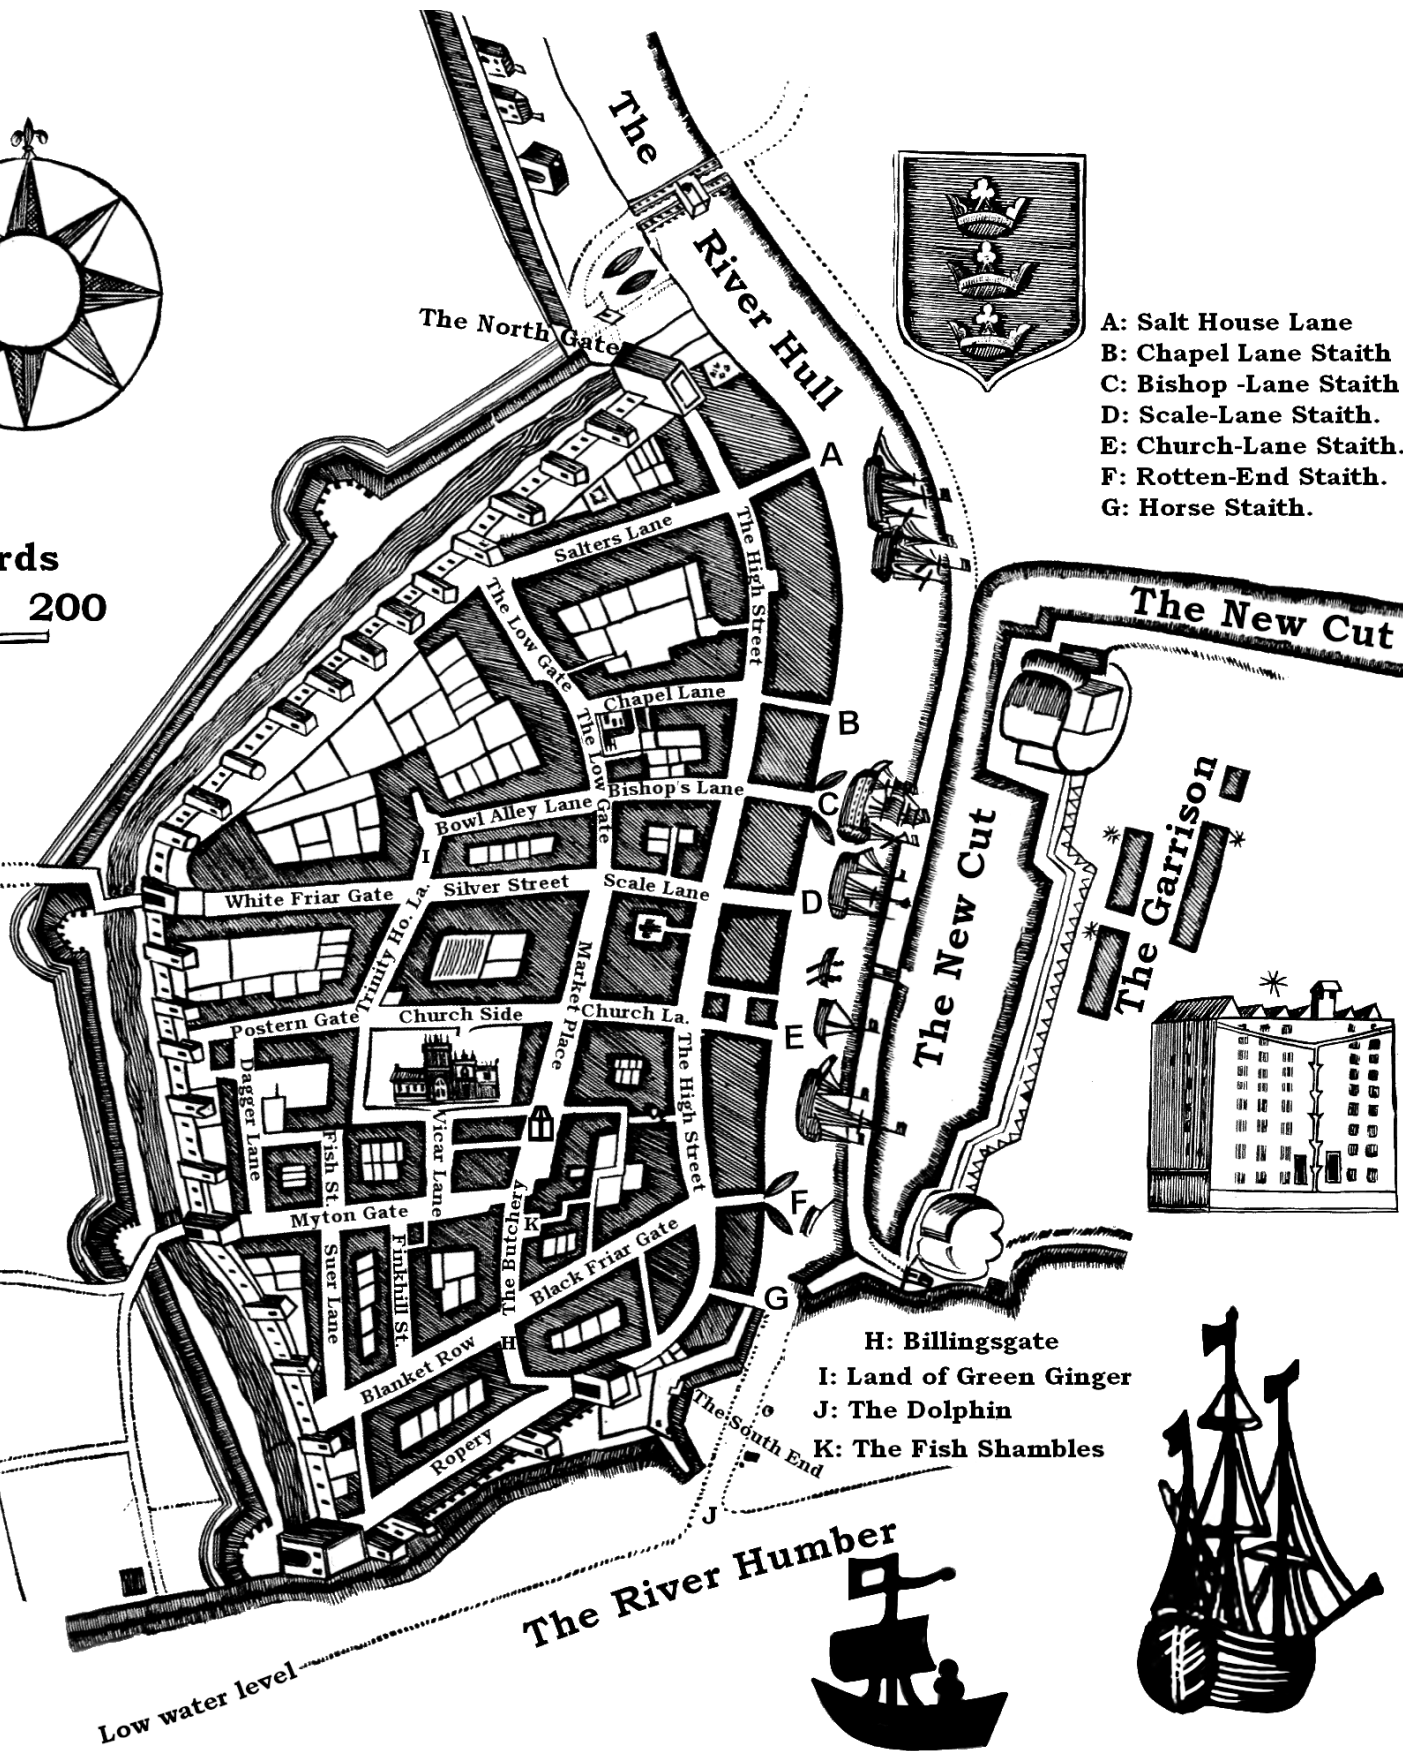 The
River Hull
The North Gate
A: Salt House Lane
B: Chapel Lane Staith
C: Bishop -Lane Staith
D: Scale-Lane Staith.
E: Church-Lane Staith.
F: Rotten-End Staith.
G: Horse Staith.
A
rds
200
Salters Lane
The High Street
The Low Gate
The New Cut
Chapel Lane
B
The Low Gate
Bishop's Lane
C
Bowl Alley Lane
I
The Garrison
The New Cut
White Friar Gate
Silver Street
Scale Lane
D
Trinity Ho. La.
Market Place
Postern Gate
Church Side
Church La.
E
The High Street
Dagger Lane
Vicar Lane
Fish St.
Myton Gate
The Butchery
K
F
Black Friar Gate
Suer Lane
Finkhill St.
G
H
Blanket Row
H: Billingsgate
I: Land of Green Ginger
J: The Dolphin
K: The Fish Shambles
The South End
Ropery
J
The River Humber
Low water level